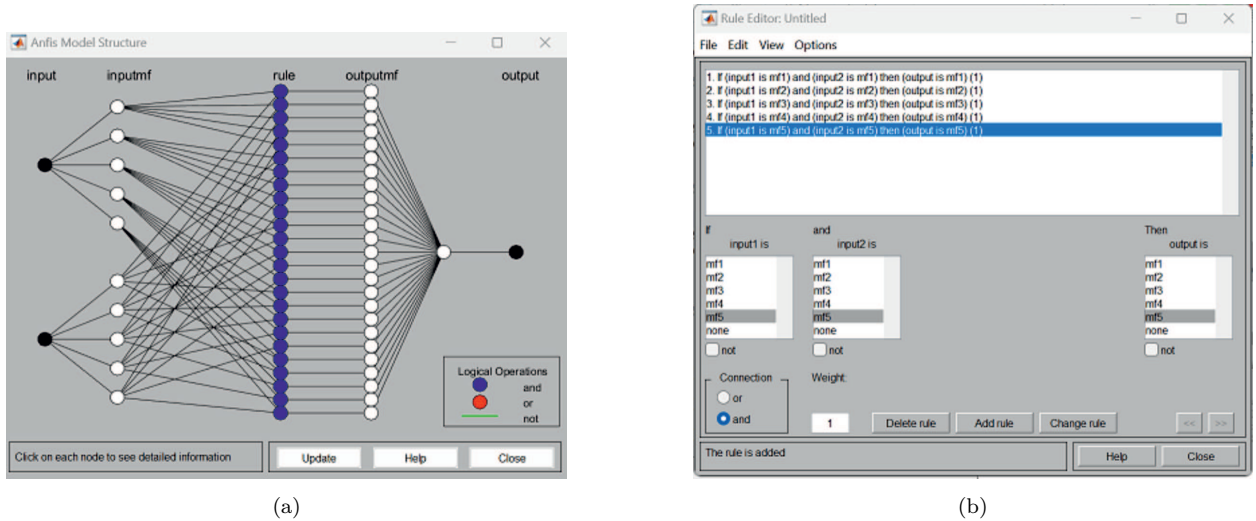 Anfis Model Structure
input
inputmf
rule
outputmf
output
Logical Operations
and
or
not
Click on each node to see detailed information
Update
Help
Close
(a)
Rule Editor: Untitled
File Edit View Options
1. If (input1 is mf1) and (input2 is mf1) then (output is mf1) (1)
2. If (input1 is mf2) and (input2 is mf2) then (output is mf2) (1)
3. If (input1 is mf3) and (input2 is mf3) then (output is mf3) (1)
4. If (input1 is mf4) and (input2 is mf4) then (output is mf4) (1)
5. If (input1 is mf5) and (input2 is mf5) then (output is mf5) (1)
If
input1 is
and
input2 is
Then
output is
mf1
mf2
mf3
mf4
mf5
none
not
mf1
mf2
mf3
mf4
mf5
none
not
mf1
mf2
mf3
mf4
mf5
none
not
Connection
or
and
Weight:
1
Delete rule
Add rule
Change rule
<<
>>
The rule is added
Help
Close
(b)